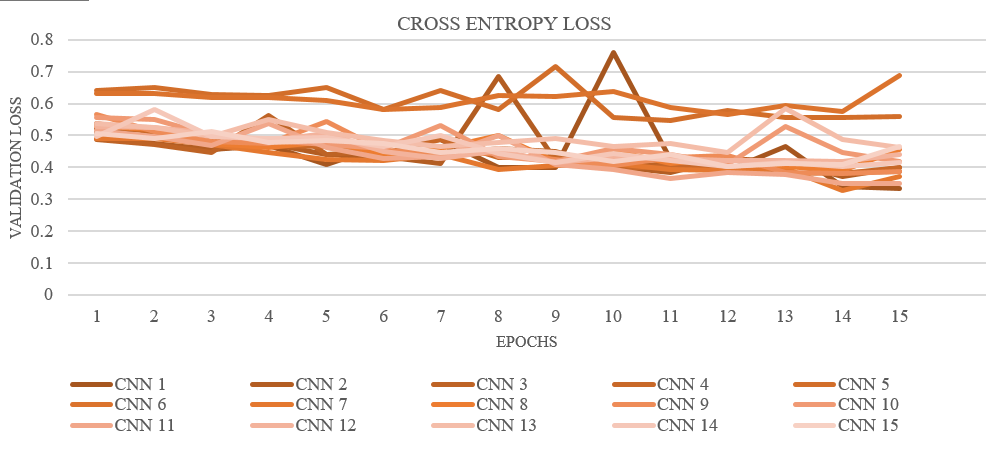 CROSS ENTROPY LOSS
0.8
0.7
0.6
0.5
0.4
0.3
0.2
0.1
0
VALIDATION LOSS
1 2 3 4 5 6 7 8 9 10 11 12 13 14 15
EPOCHS
CNN 1 CNN 2 CNN 3 CNN 4 CNN 5
CNN 6 CNN 7 CNN 8 CNN 9 CNN 10
CNN 11 CNN 12 CNN 13 CNN 14 CNN 15